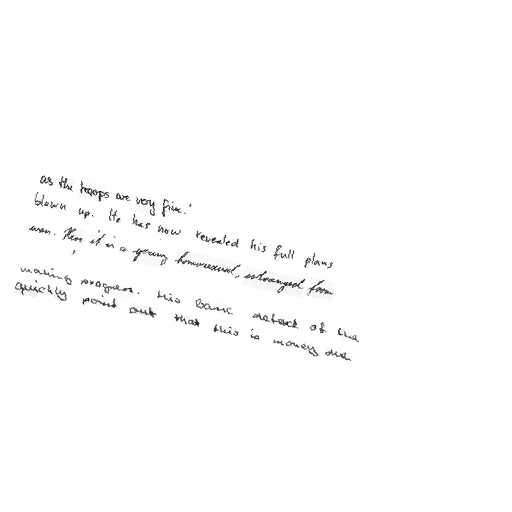 as the troops are very fine.'
blown up. He has now revealed his full plans
men. Here it is a young homosexual, estranged from
making progress. His basic defect of the
quickly point out that this is money due